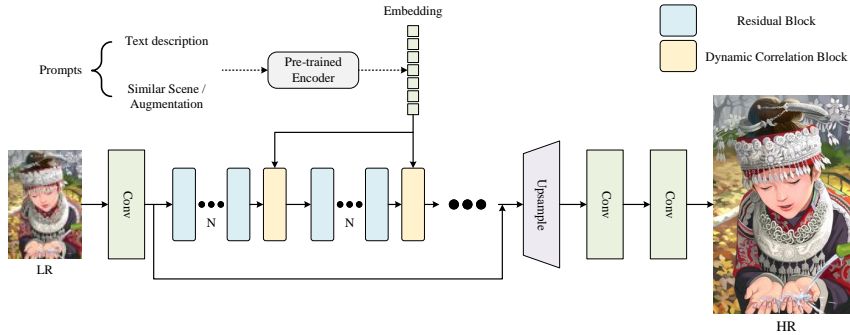 Embedding
Residual Block
Text description
Dynamic Correlation Block
Prompts
Pre-trained
Encoder
Similar Scene /
Augmentation
Conv
N
N
Upsample
Conv
Conv
LR
HR